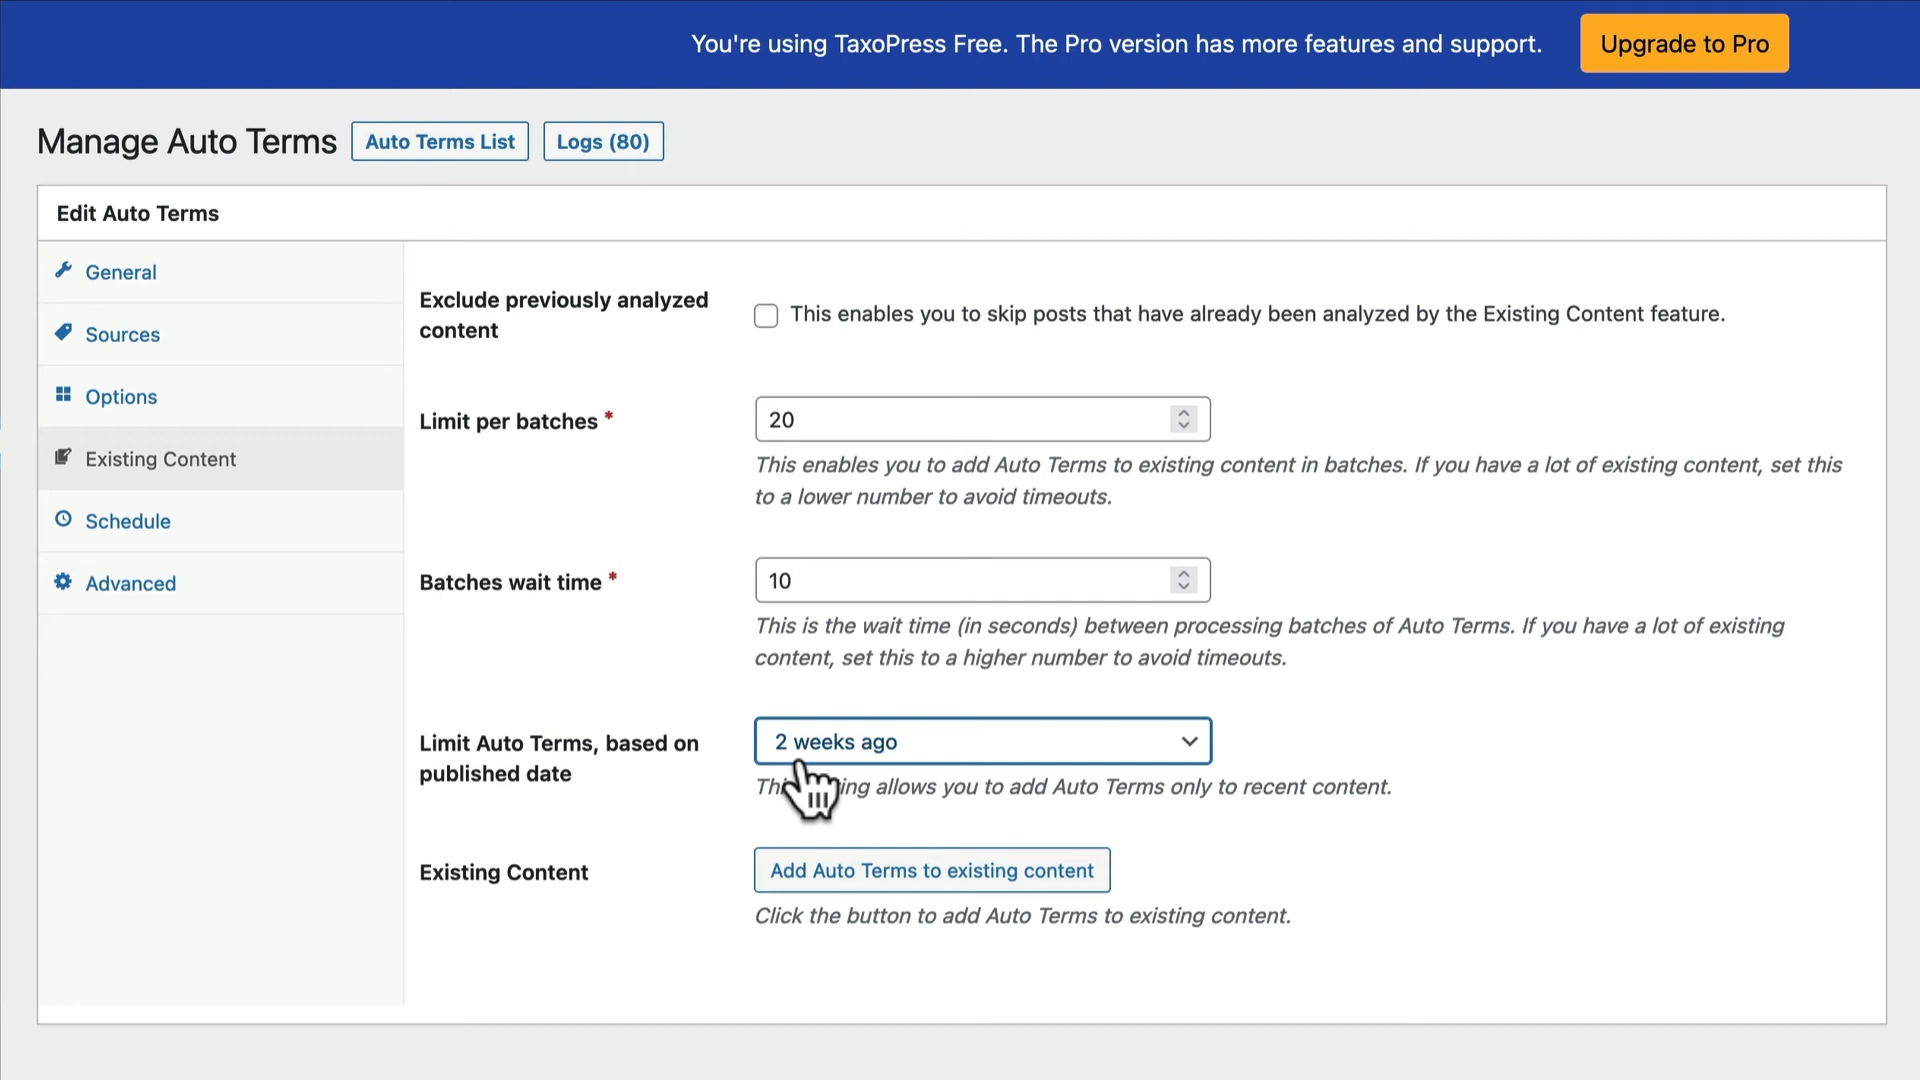 You're using TaxoPress Free. The Pro version has more features and support.
Upgrade to Pro
Manage Auto Terms
Auto Terms List
Logs (80)
Edit Auto Terms
General
Sources
Options
Existing Content
Schedule
Advanced
Exclude previously analyzed
content
This enables you to skip posts that have already been analyzed by the Existing Content feature.
Limit per batches *
20
This enables you to add Auto Terms to existing content in batches. If you have a lot of existing content, set this
to a lower number to avoid timeouts.
Batches wait time *
10
This is the wait time (in seconds) between processing batches of Auto Terms. If you have a lot of existing
content, set this to a higher number to avoid timeouts.
Limit Auto Terms, based on
published date
2 weeks ago
allows you to add Auto Terms only to recent content.
Existing Content
Add Auto Terms to existing content
Click the button to add Auto Terms to existing content.